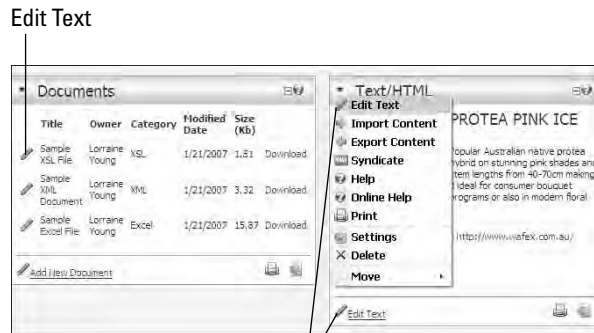 Edit Text
Documents
Title Owner Category Modified Date Size (Kb)
Sample XSL File Lorraine Young XSL 1/21/2007 1.81 Download
Sample XML Document Lorraine Young XML 1/21/2007 3.32 Download
Sample Excel File Lorraine Young Excel 1/21/2007 15.87 Download
Add New Document
Text/HTML
Edit Text
Import Content
Export Content
Syndicate
Help
Online Help
Print
Settings
Delete
Move
PROTEA PINK ICE
Popular Australian native protea
hybrid on stunning pink shades and
stem lengths from 40-70cm making
ideal for consumer bouquet
programs or also in modern floral
http://www.wafex.com.au/
Edit Text